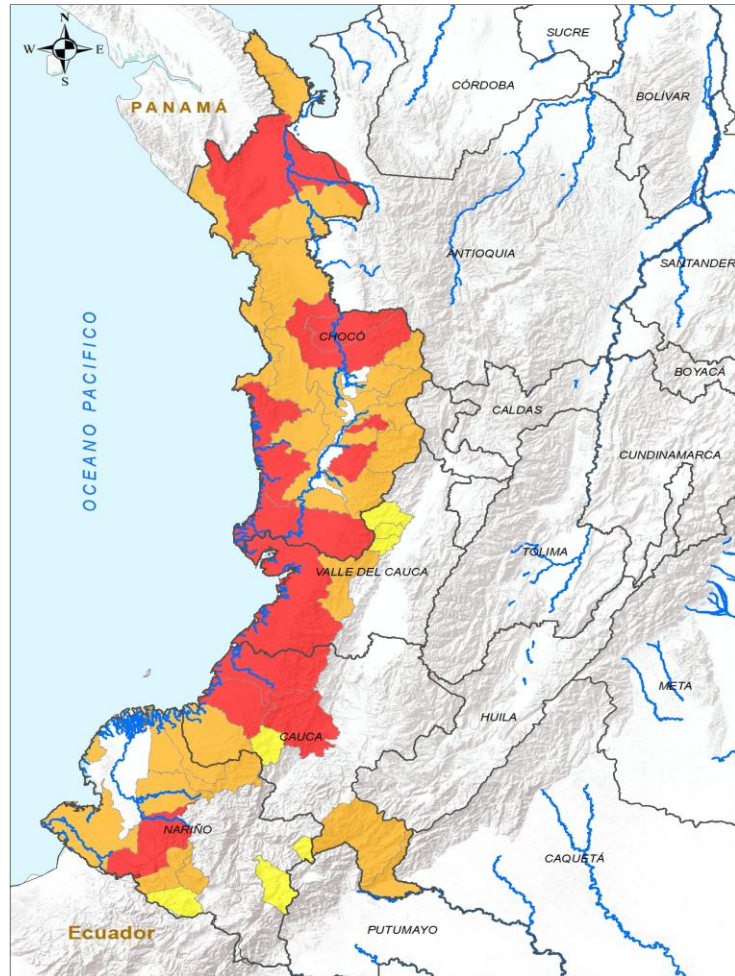 N
W E
S
SUCRE
CÓRDOBA
BOLÍVAR
PANAMÁ
ANTIOQUIA
SANTANDER
OCEANO PACIFICO
CHOCÓ
BOYACÁ
CALDAS
CUNDINAMARCA
TOLIMA
VALLE DEL CAUCA
META
HUILA
CAUCA
NARIÑO
CAQUETÁ
Ecuador
PUTUMAYO